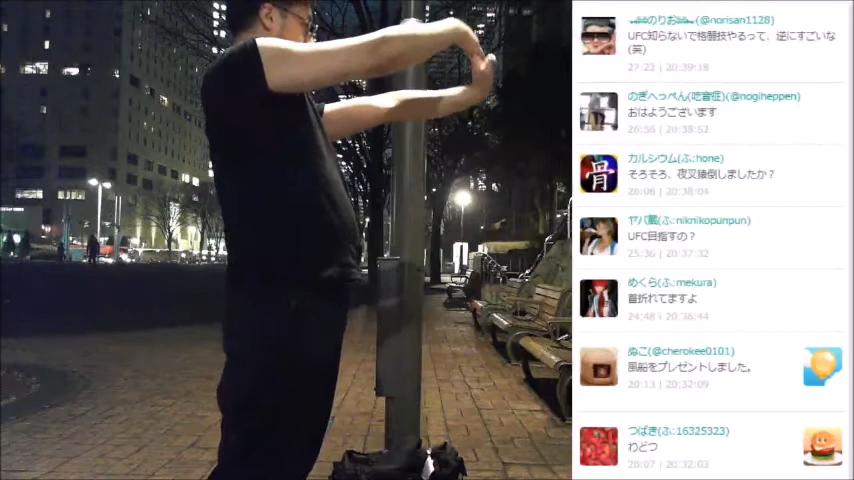 のりお(@norisan1128)
UFC知らないで格闘技やるって、逆にすごいな
(笑)
27:22 | 20:39:18
のぎへっぺん(吃音症)(@nogiheppen)
おはようございます
26:56 | 20:38:52
カルシウム(ふ:hone)
そろそろ、夜叉猿倒しましたか？
26:06 | 20:38:02
ヤバ蔵(ふ:niknikopunpun)
UFC目指すの？
25:36 | 20:37:32
めくら(ふ:mekura)
首折れてますよ
24:48 | 20:36:44
ぬこ(@cherokee0101)
風船をプレゼントしました。
20:13 | 20:32:09
つばき(ふ:16325323)
わどつ
20:07 | 20:32:03
骨